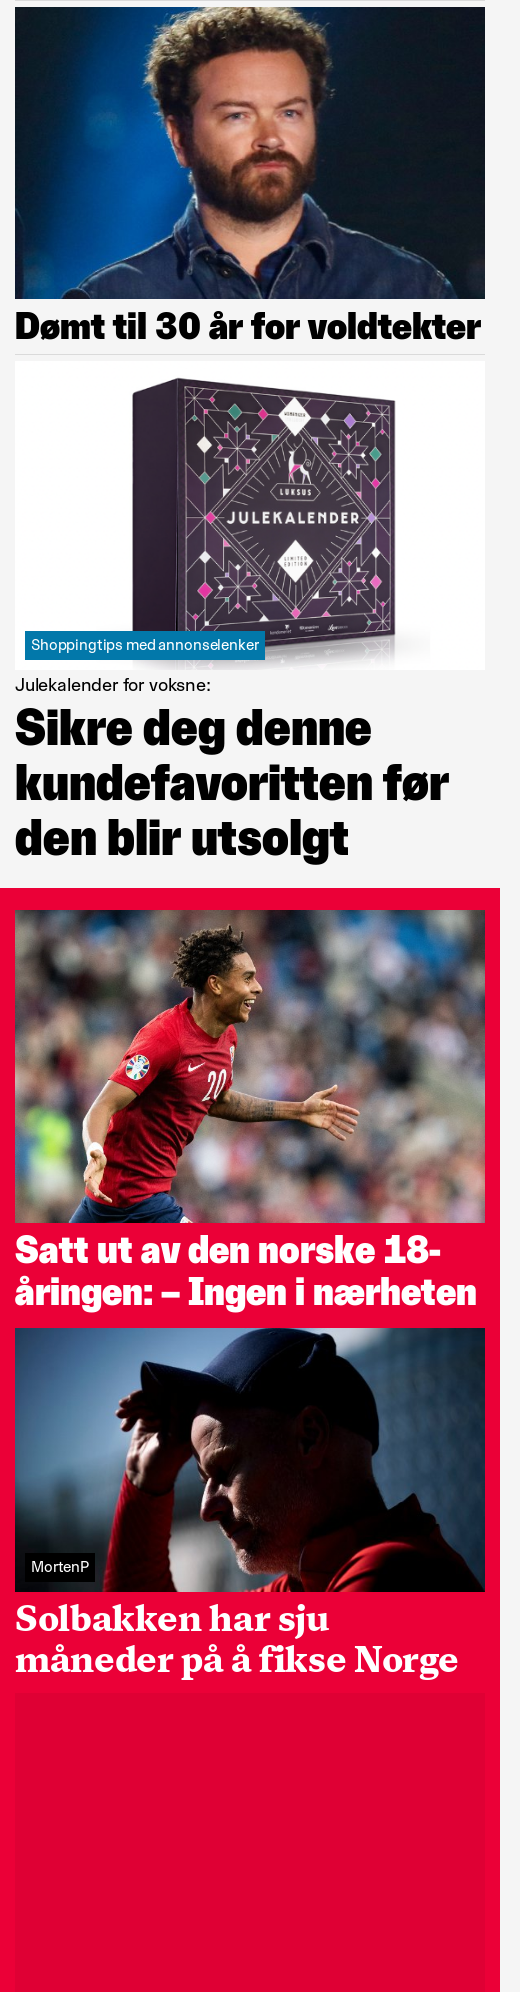 Dømt til 30 år for voldtekter
LUKSUS
JULEKALENDER
LIMITED
EDITION
Shoppingtips med annonselenker
Julekalender for voksne:
Sikre deg denne
kundefavoritten før
den blir utsolgt
20
Satt ut av den norske 18-
åringen: – Ingen i nærheten
MortenP
Solbakken har sju
måneder på å fikse Norge